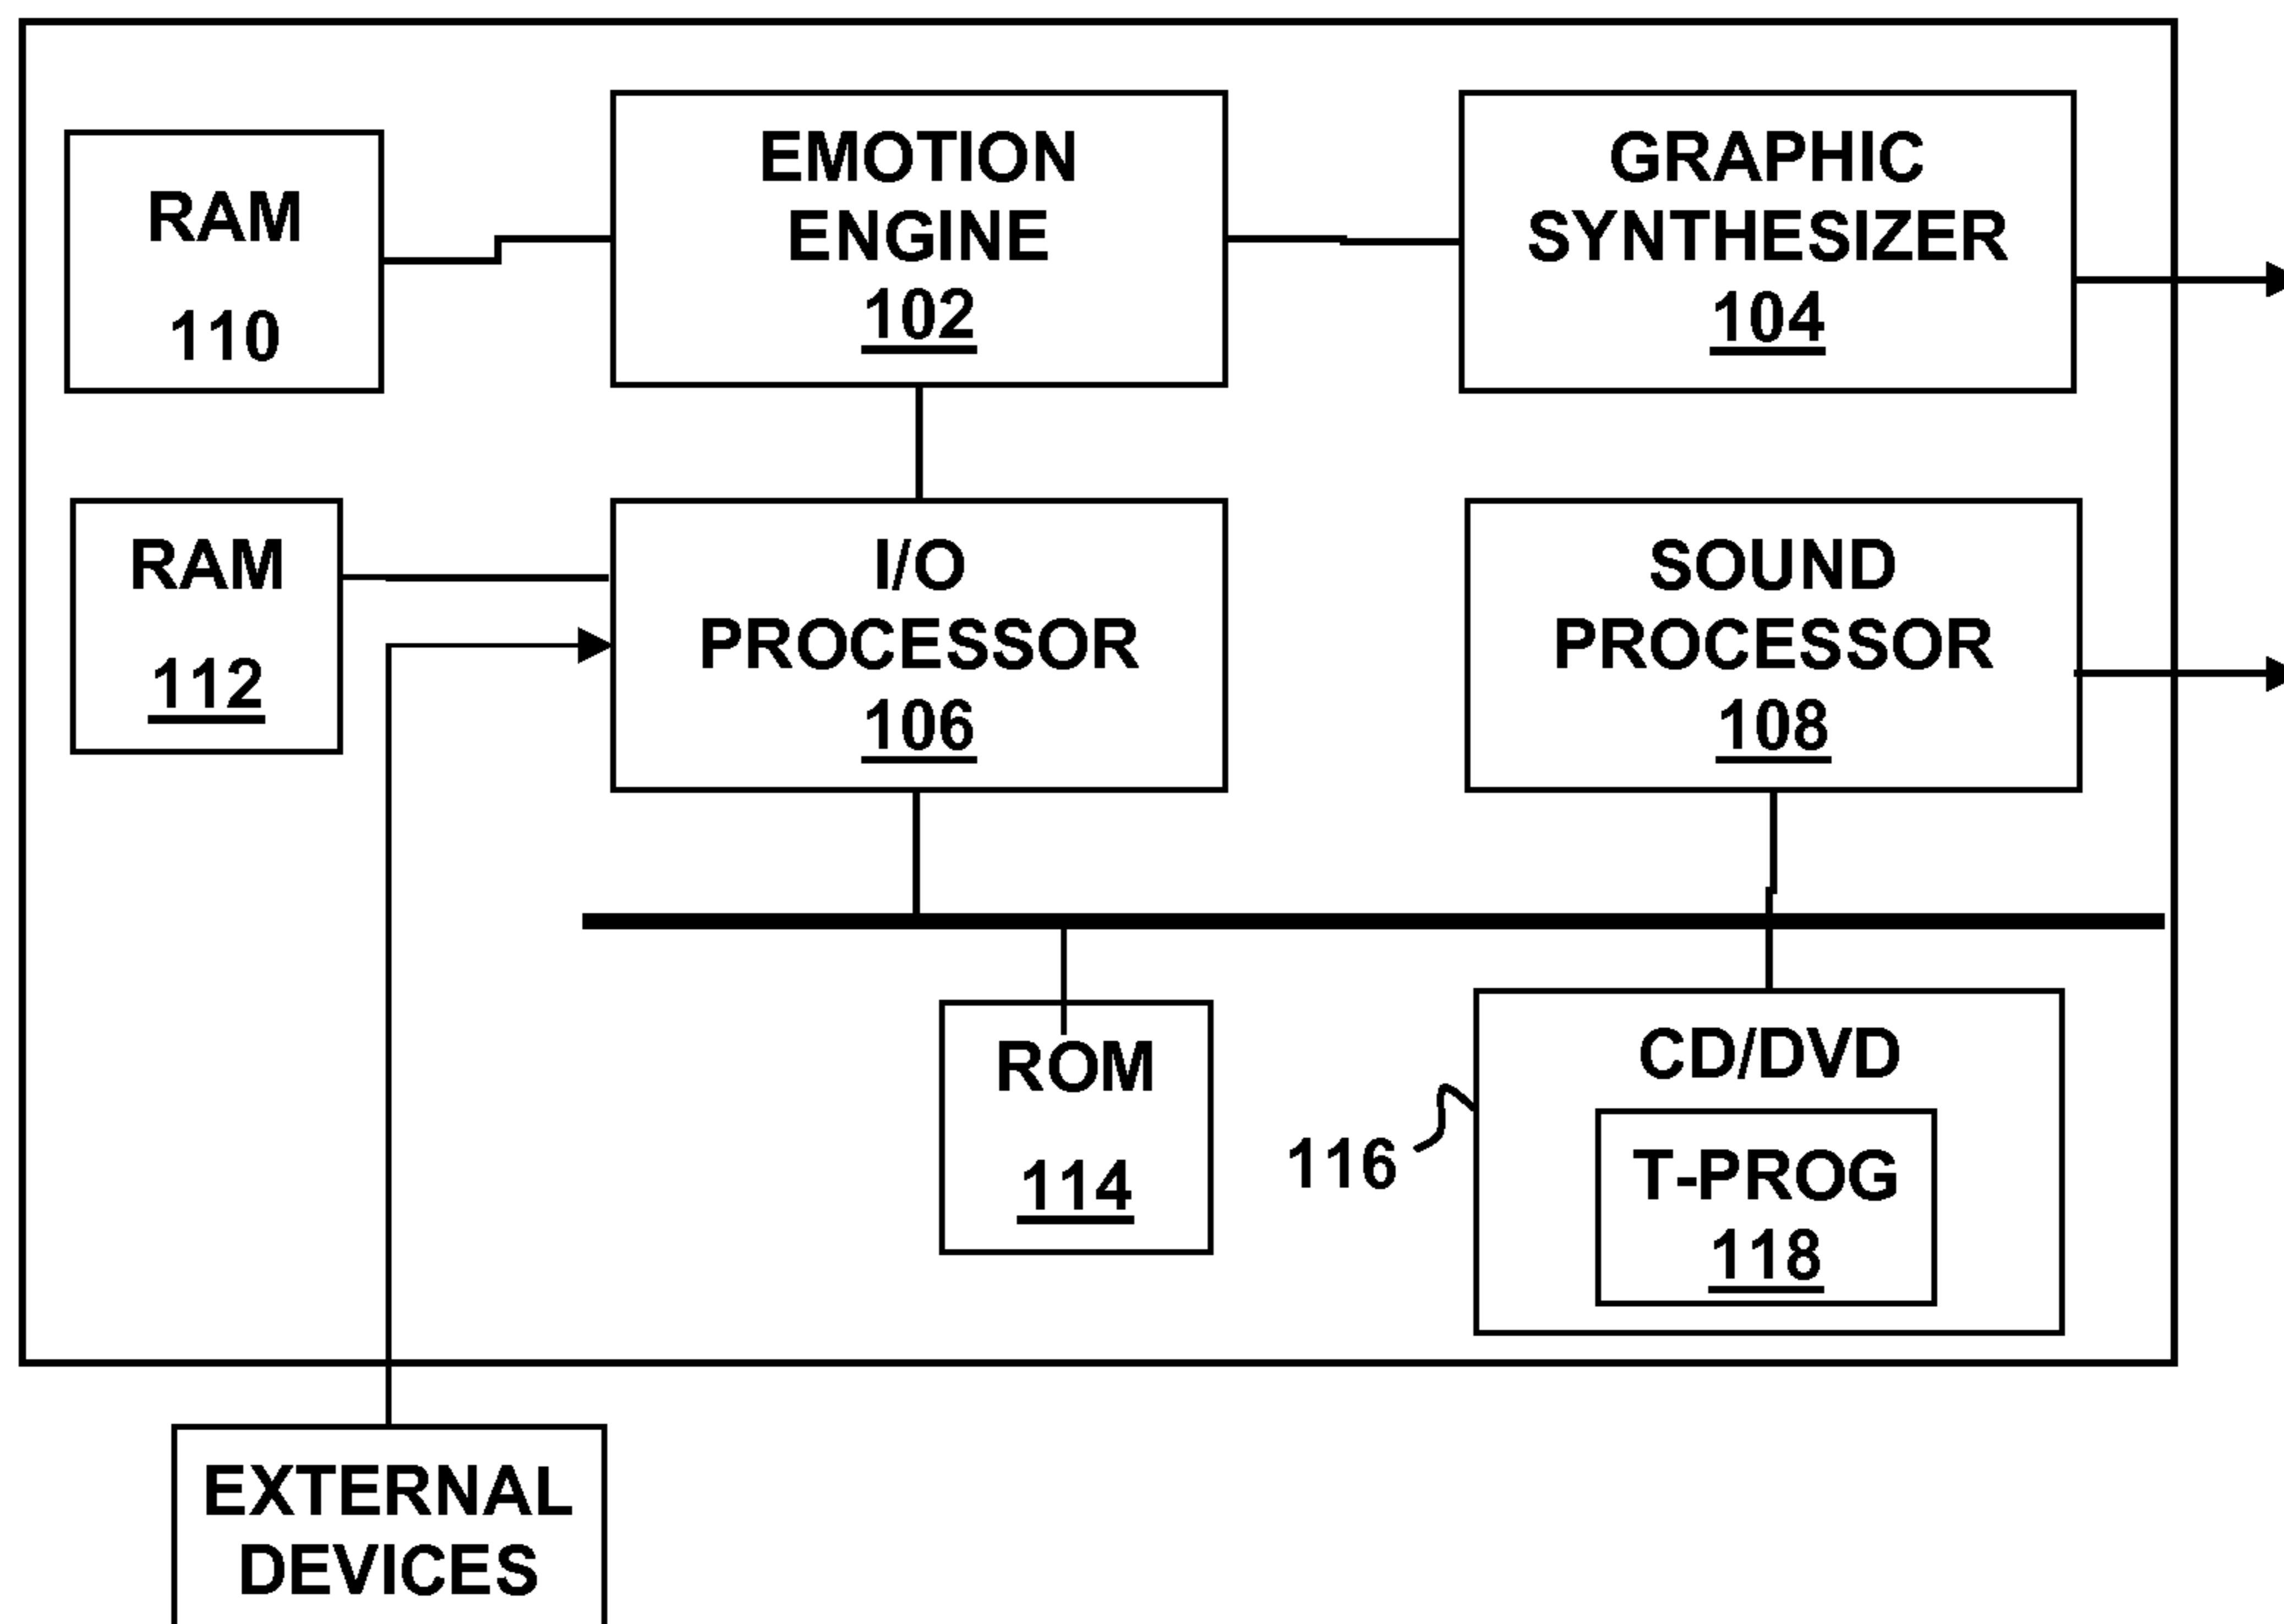 RAM
110
EMOTION
ENGINE
102
GRAPHIC
SYNTHESIZER
104
RAM
112
I/O
PROCESSOR
106
SOUND
PROCESSOR
108
ROM
114
116
CD/DVD
T-PROG
118
EXTERNAL
DEVICES